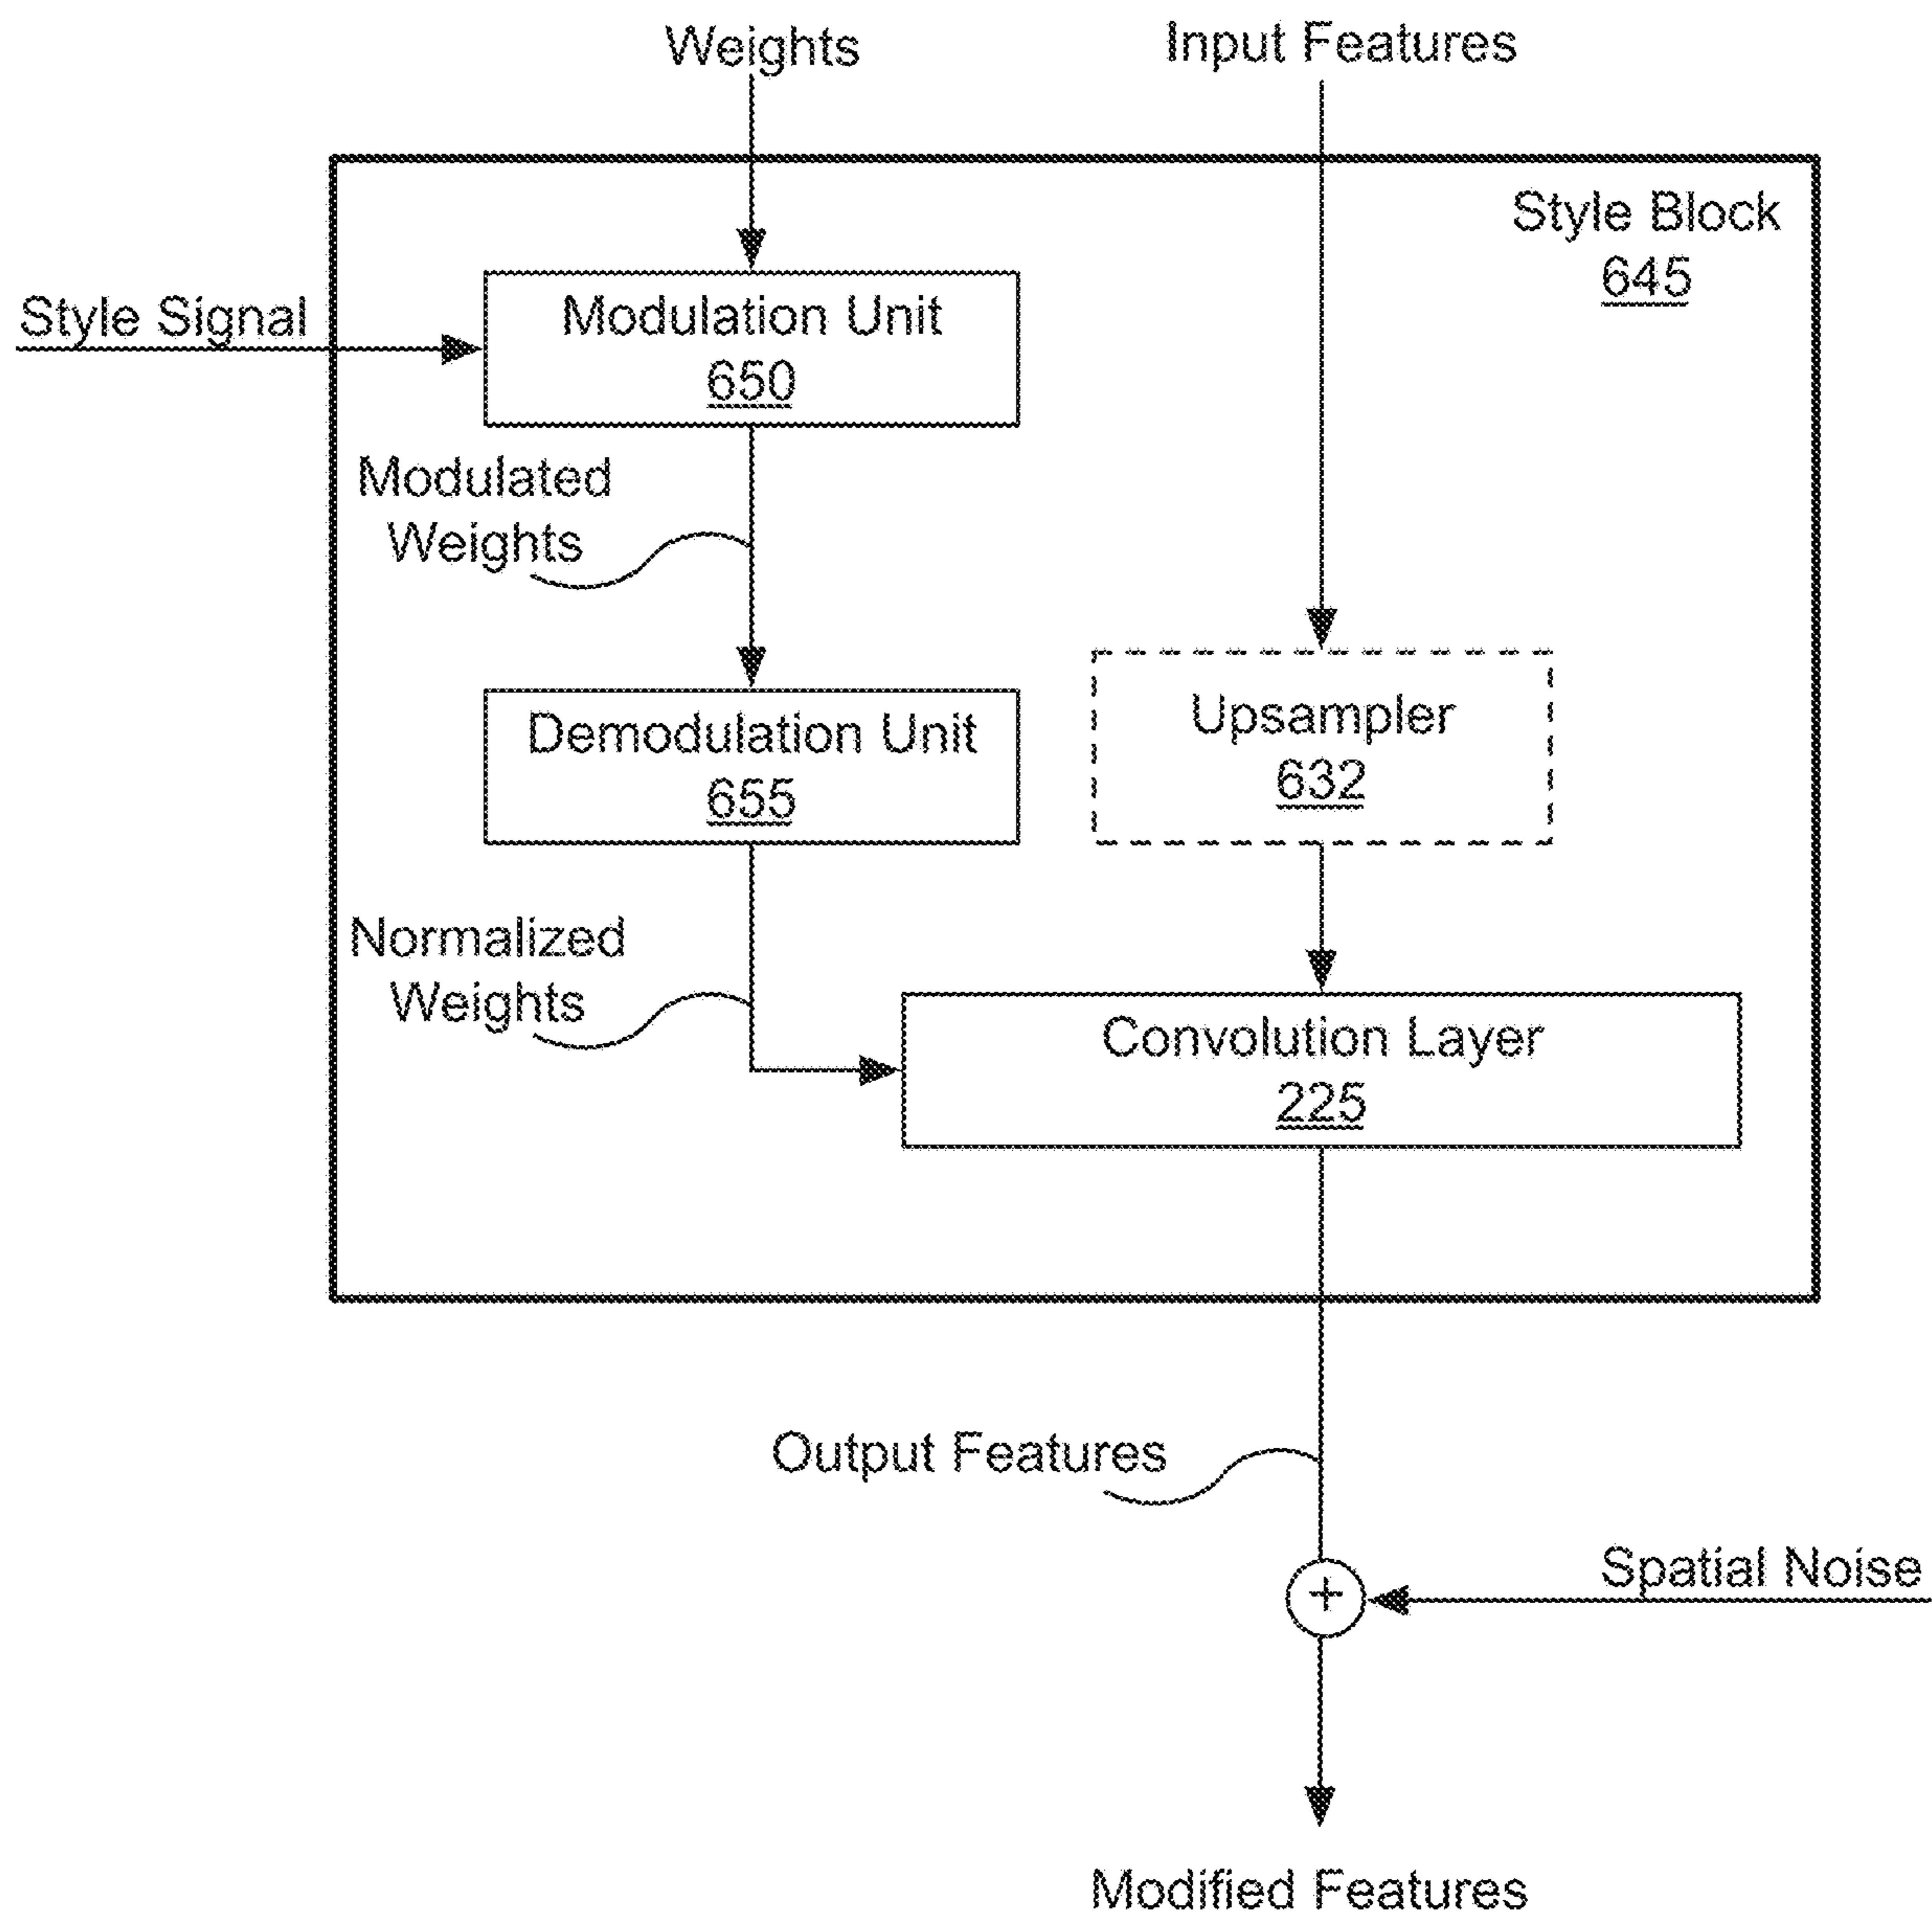 Weights
Input Features
Style Block
645
Style Signal
Modulation Unit
650
Modulated
Weights
Demodulation Unit
655
Upsampler
632
Normalized
Weights
Convolution Layer
225
Output Features
Spatial Noise
+
Modified Features